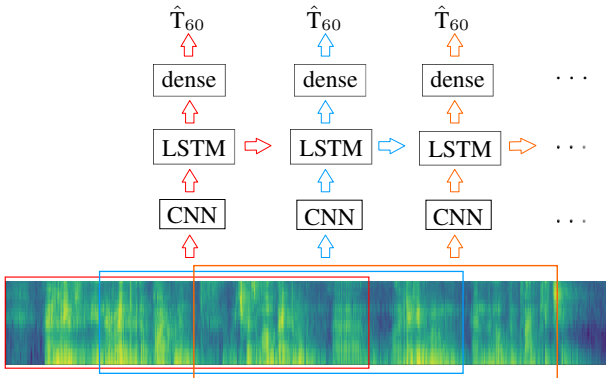 T̂₆₀ T̂₆₀ T̂₆₀
dense dense dense . . .
LSTM LSTM LSTM . . .
CNN CNN CNN . . .